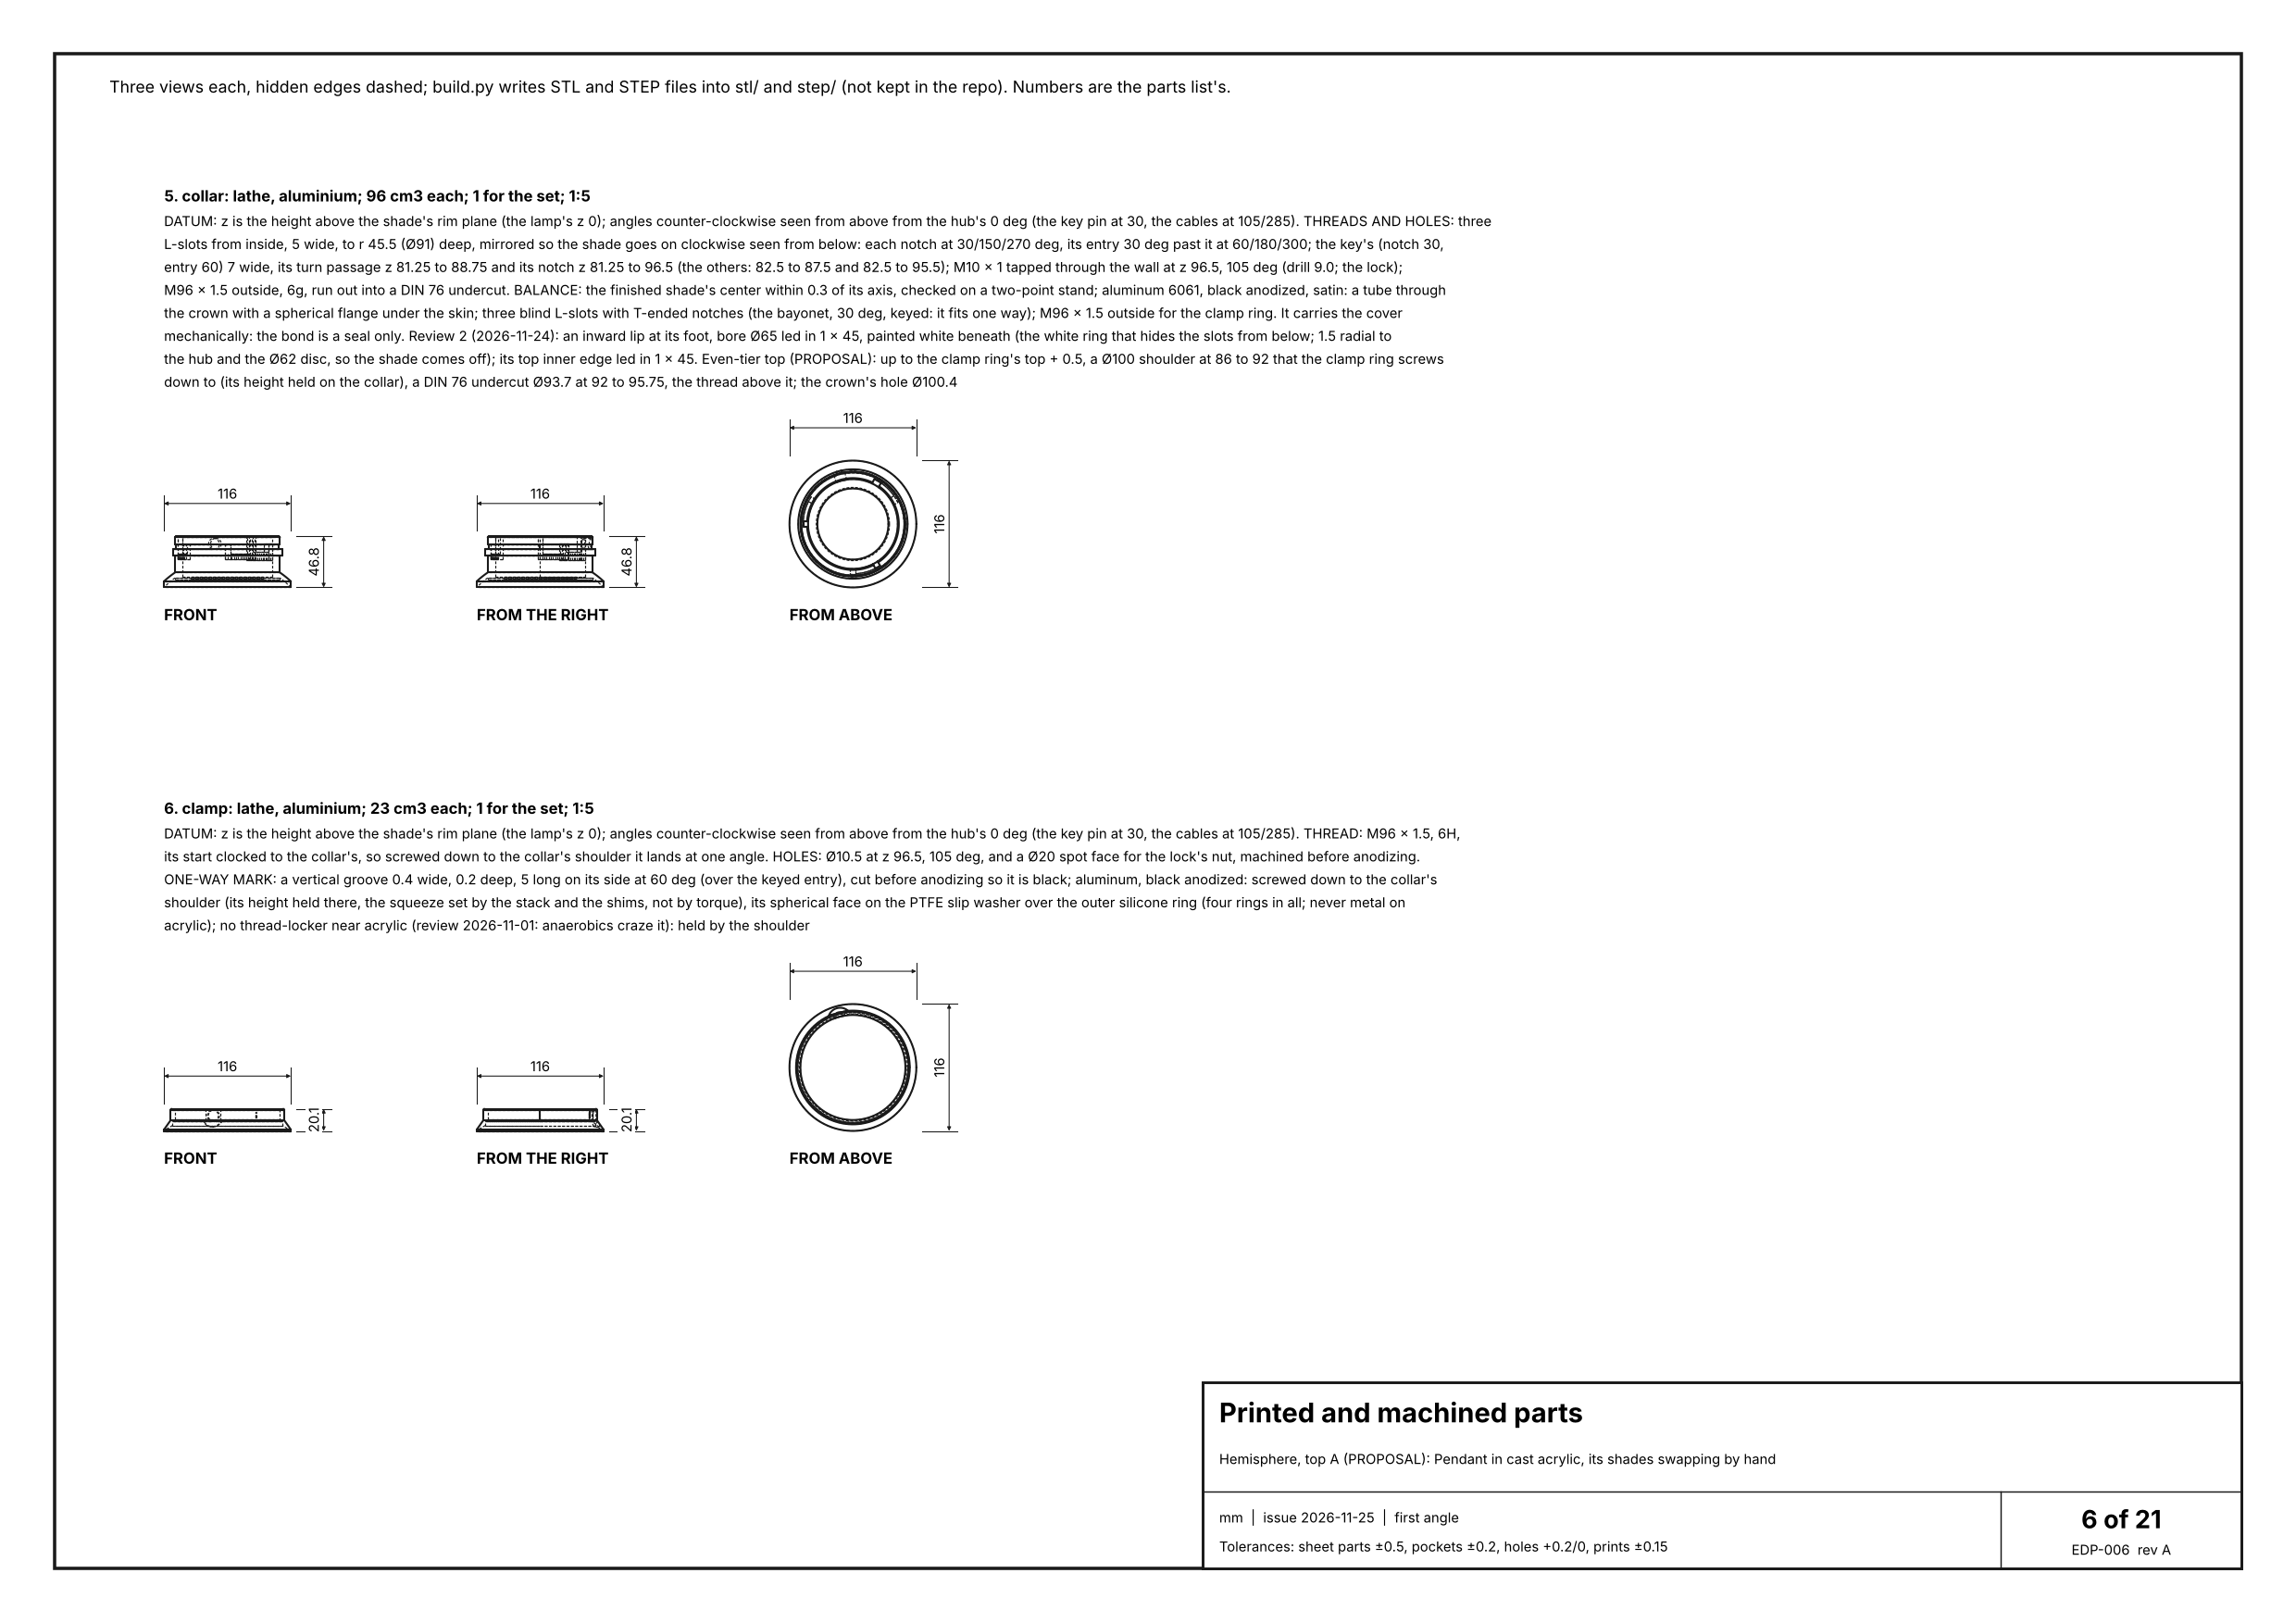 Three views each, hidden edges dashed; build.py writes STL and STEP files into stl/ and step/ (not kept in the repo). Numbers are the parts list's.
5. collar: lathe, aluminium; 96 cm3 each; 1 for the set; 1:5
DATUM: z is the height above the shade's rim plane (the lamp's z 0); angles counter-clockwise seen from above from the hub's 0 deg (the key pin at 30, the cables at 105/285). THREADS AND HOLES: three
L-slots from inside, 5 wide, to r 45.5 (Ø91) deep, mirrored so the shade goes on clockwise seen from below: each notch at 30/150/270 deg, its entry 30 deg past it at 60/180/300; the key's (notch 30,
entry 60) 7 wide, its turn passage z 81.25 to 88.75 and its notch z 81.25 to 96.5 (the others: 82.5 to 87.5 and 82.5 to 95.5); M10 × 1 tapped through the wall at z 96.5, 105 deg (drill 9.0; the lock);
M96 × 1.5 outside, 6g, run out into a DIN 76 undercut. BALANCE: the finished shade's center within 0.3 of its axis, checked on a two-point stand; aluminum 6061, black anodized, satin: a tube through
the crown with a spherical flange under the skin; three blind L-slots with T-ended notches (the bayonet, 30 deg, keyed: it fits one way); M96 × 1.5 outside for the clamp ring. It carries the cover
mechanically: the bond is a seal only. Review 2 (2026-11-24): an inward lip at its foot, bore Ø65 led in 1 × 45, painted white beneath (the white ring that hides the slots from below; 1.5 radial to
the hub and the Ø62 disc, so the shade comes off); its top inner edge led in 1 × 45. Even-tier top (PROPOSAL): up to the clamp ring's top + 0.5, a Ø100 shoulder at 86 to 92 that the clamp ring screws
down to (its height held on the collar), a DIN 76 undercut Ø93.7 at 92 to 95.75, the thread above it; the crown's hole Ø100.4
116
116
116
46.8
46.8
116
FRONT
FROM THE RIGHT
FROM ABOVE
6. clamp: lathe, aluminium; 23 cm3 each; 1 for the set; 1:5
DATUM: z is the height above the shade's rim plane (the lamp's z 0); angles counter-clockwise seen from above from the hub's 0 deg (the key pin at 30, the cables at 105/285). THREAD: M96 × 1.5, 6H,
its start clocked to the collar's, so screwed down to the collar's shoulder it lands at one angle. HOLES: Ø10.5 at z 96.5, 105 deg, and a Ø20 spot face for the lock's nut, machined before anodizing.
ONE-WAY MARK: a vertical groove 0.4 wide, 0.2 deep, 5 long on its side at 60 deg (over the keyed entry), cut before anodizing so it is black; aluminum, black anodized: screwed down to the collar's
shoulder (its height held there, the squeeze set by the stack and the shims, not by torque), its spherical face on the PTFE slip washer over the outer silicone ring (four rings in all; never metal on
acrylic); no thread-locker near acrylic (review 2026-11-01: anaerobics craze it): held by the shoulder
116
116
116
20.1
20.1
116
FRONT
FROM THE RIGHT
FROM ABOVE
Printed and machined parts
Hemisphere, top A (PROPOSAL): Pendant in cast acrylic, its shades swapping by hand
mm | issue 2026-11-25 | first angle
Tolerances: sheet parts ±0.5, pockets ±0.2, holes +0.2/0, prints ±0.15
6 of 21
EDP-006 rev A